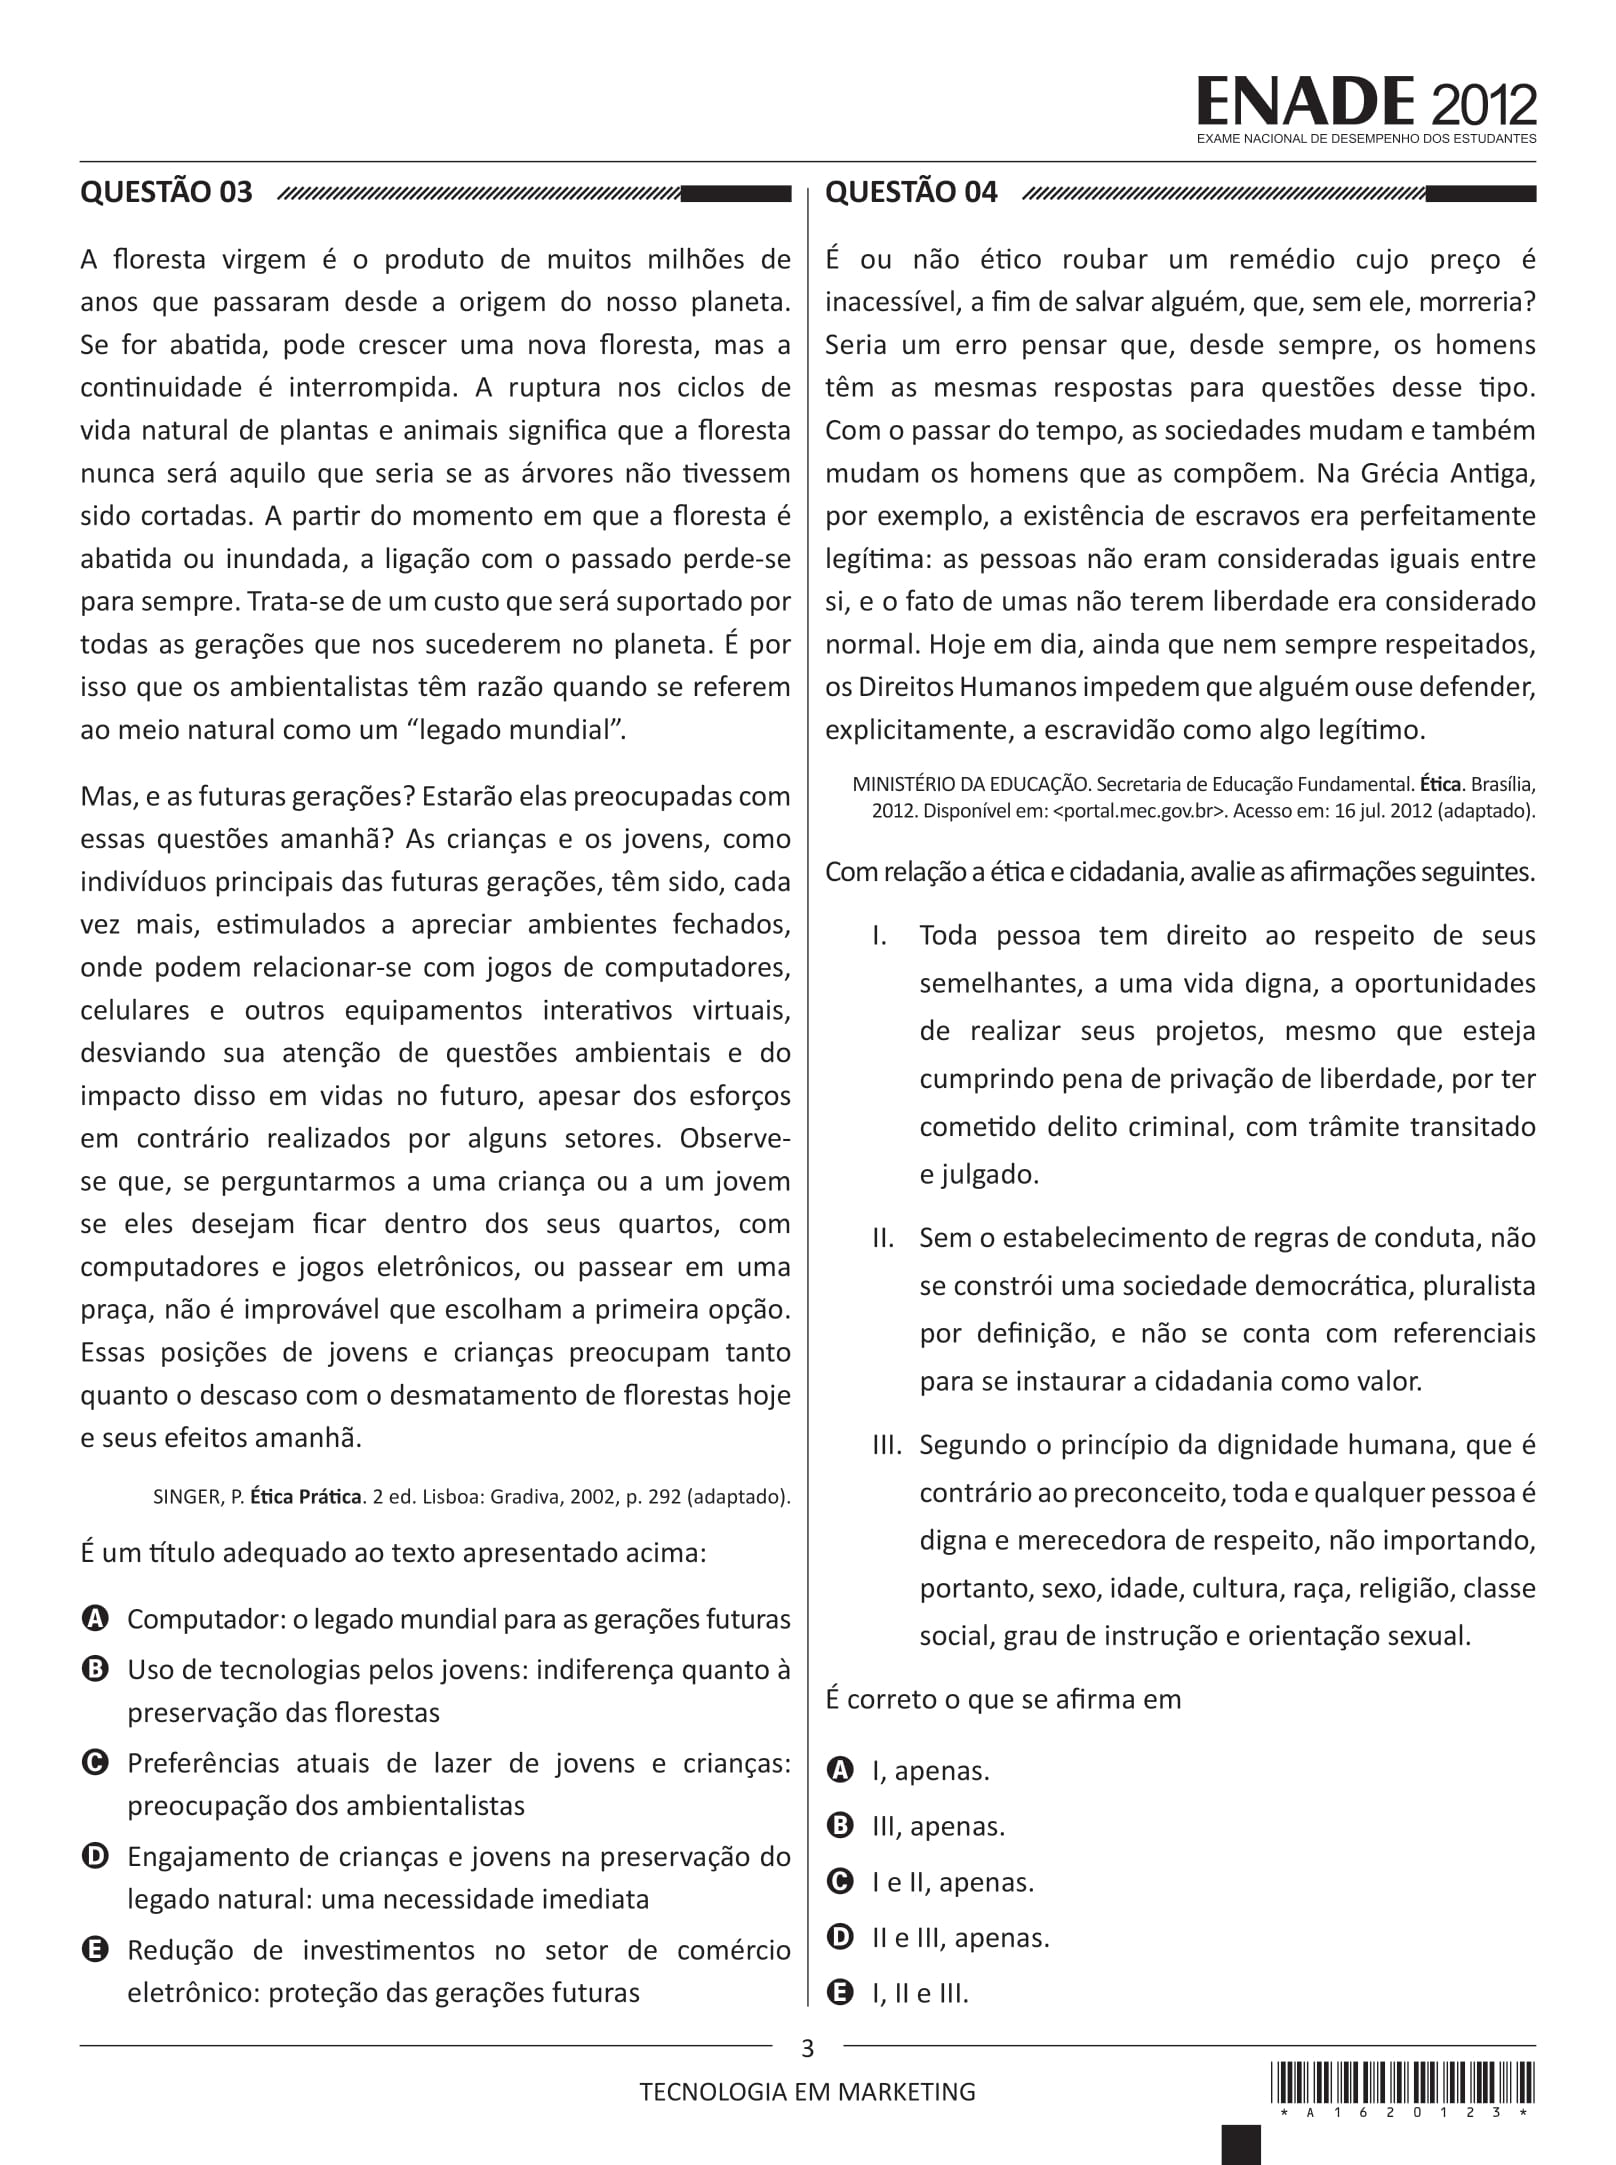 ENADE 2012
EXAME NACIONAL DE DESEMPENHO DOS ESTUDANTES
QUESTÃO 03
A floresta virgem é o produto de muitos milhões de
anos que passaram desde a origem do nosso planeta.
Se for abatida, pode crescer uma nova floresta, mas a
continuidade é interrompida. A ruptura nos ciclos de
vida natural de plantas e animais significa que a floresta
nunca será aquilo que seria se as árvores não tivessem
sido cortadas. A partir do momento em que a floresta é
abatida ou inundada, a ligação com o passado perde-se
para sempre. Trata-se de um custo que será suportado por
todas as gerações que nos sucederem no planeta. É por
isso que os ambientalistas têm razão quando se referem
ao meio natural como um “legado mundial”.
Mas, e as futuras gerações? Estarão elas preocupadas com
essas questões amanhã? As crianças e os jovens, como
indivíduos principais das futuras gerações, têm sido, cada
vez mais, estimulados a apreciar ambientes fechados,
onde podem relacionar-se com jogos de computadores,
celulares e outros equipamentos interativos virtuais,
desviando sua atenção de questões ambientais e do
impacto disso em vidas no futuro, apesar dos esforços
em contrário realizados por alguns setores. Observe-
se que, se perguntarmos a uma criança ou a um jovem
se eles desejam ficar dentro dos seus quartos, com
computadores e jogos eletrônicos, ou passear em uma
praça, não é improvável que escolham a primeira opção.
Essas posições de jovens e crianças preocupam tanto
quanto o descaso com o desmatamento de florestas hoje
e seus efeitos amanhã.
SINGER, P. Ética Prática. 2 ed. Lisboa: Gradiva, 2002, p. 292 (adaptado).
É um título adequado ao texto apresentado acima:
A Computador: o legado mundial para as gerações futuras
B Uso de tecnologias pelos jovens: indiferença quanto à
preservação das florestas
C Preferências atuais de lazer de jovens e crianças:
preocupação dos ambientalistas
D Engajamento de crianças e jovens na preservação do
legado natural: uma necessidade imediata
E Redução de investimentos no setor de comércio
eletrônico: proteção das gerações futuras
QUESTÃO 04
É ou não ético roubar um remédio cujo preço é
inacessível, a fim de salvar alguém, que, sem ele, morreria?
Seria um erro pensar que, desde sempre, os homens
têm as mesmas respostas para questões desse tipo.
Com o passar do tempo, as sociedades mudam e também
mudam os homens que as compõem. Na Grécia Antiga,
por exemplo, a existência de escravos era perfeitamente
legítima: as pessoas não eram consideradas iguais entre
si, e o fato de umas não terem liberdade era considerado
normal. Hoje em dia, ainda que nem sempre respeitados,
os Direitos Humanos impedem que alguém ouse defender,
explicitamente, a escravidão como algo legítimo.
MINISTÉRIO DA EDUCAÇÃO. Secretaria de Educação Fundamental. Ética. Brasília,
2012. Disponível em: <portal.mec.gov.br>. Acesso em: 16 jul. 2012 (adaptado).
Com relação a ética e cidadania, avalie as afirmações seguintes.
I. Toda pessoa tem direito ao respeito de seus
semelhantes, a uma vida digna, a oportunidades
de realizar seus projetos, mesmo que esteja
cumprindo pena de privação de liberdade, por ter
cometido delito criminal, com trâmite transitado
e julgado.
II. Sem o estabelecimento de regras de conduta, não
se constrói uma sociedade democrática, pluralista
por definição, e não se conta com referenciais
para se instaurar a cidadania como valor.
III. Segundo o princípio da dignidade humana, que é
contrário ao preconceito, toda e qualquer pessoa é
digna e merecedora de respeito, não importando,
portanto, sexo, idade, cultura, raça, religião, classe
social, grau de instrução e orientação sexual.
É correto o que se afirma em
A I, apenas.
B III, apenas.
C I e II, apenas.
D II e III, apenas.
E I, II e III.
3
TECNOLOGIA EM MARKETING
* A 1 6 2 0 1 2 3 *